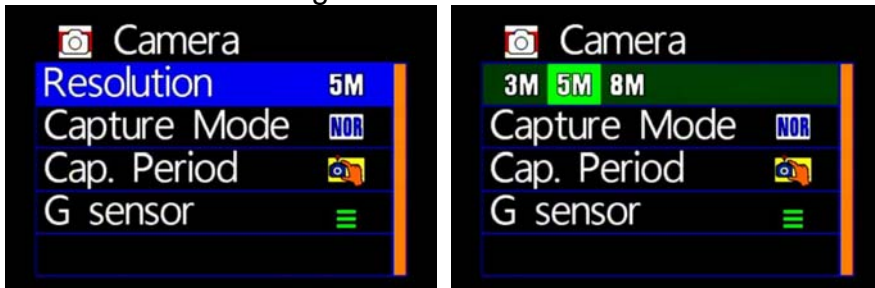 Camera
Resolution 5M
Capture Mode NOR
Cap. Period
G sensor
Camera
3M 5M 8M
Capture Mode NOR
Cap. Period
G sensor